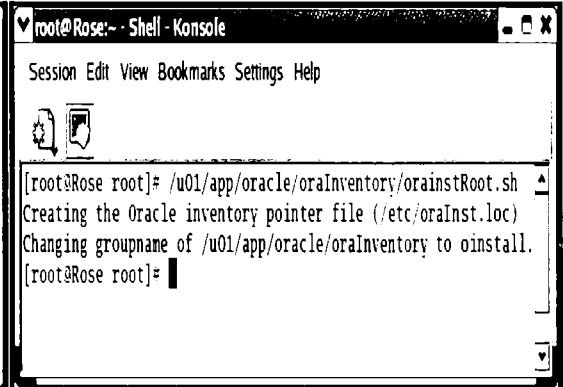 root@Rose:~ - Shell - Konsole
Session Edit View Bookmarks Settings Help
[root@Rose root]# /u01/app/oracle/oraInventory/orainstRoot.sh
Creating the Oracle inventory pointer file (/etc/oraInst.loc)
Changing groupname of /u01/app/oracle/oraInventory to oinstall.
[root@Rose root]#